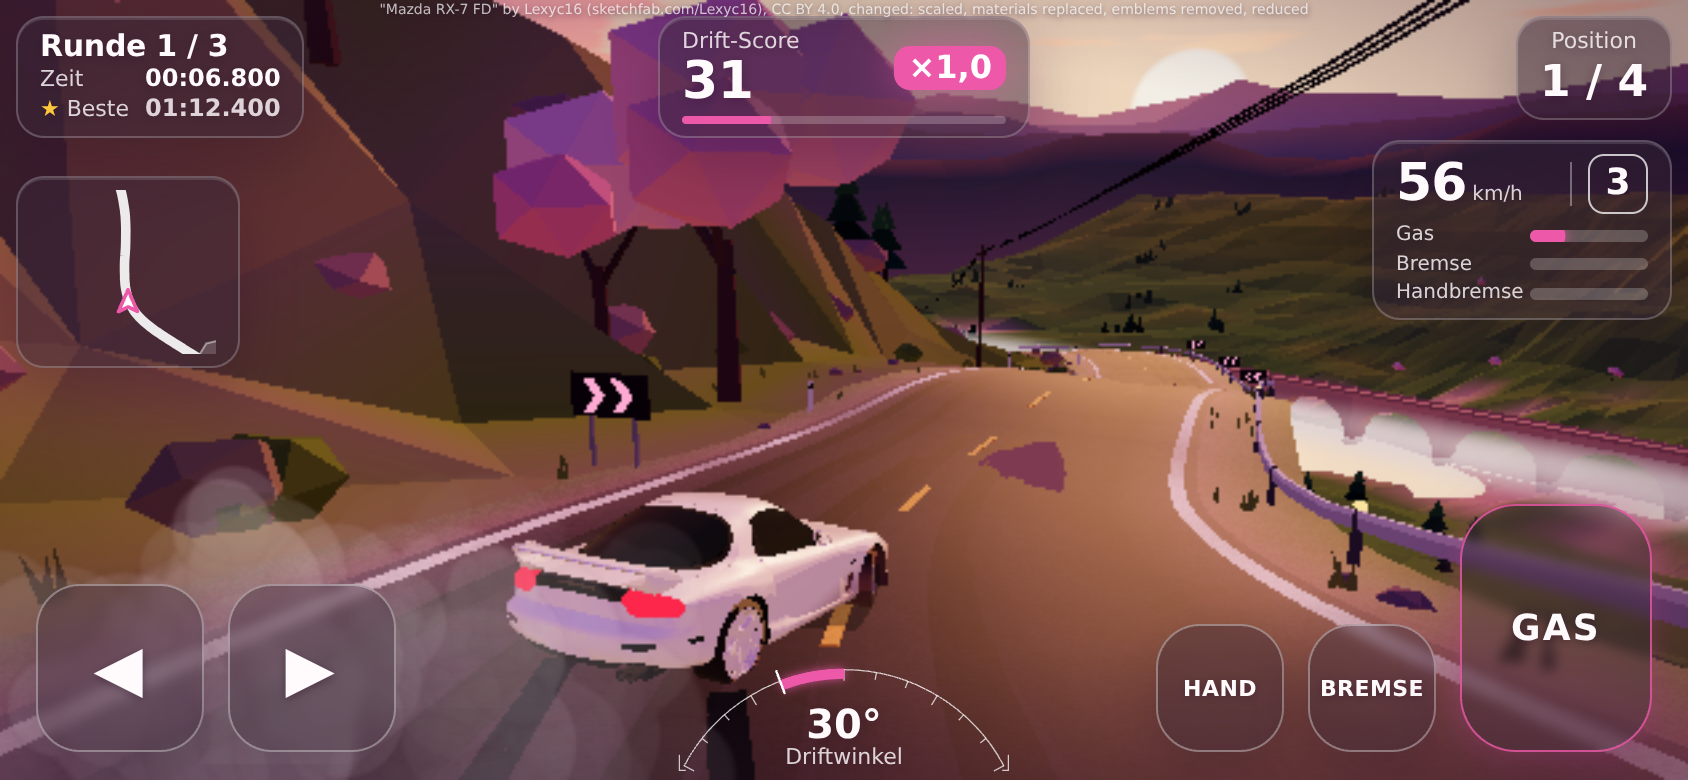 "Mazda RX-7 FD" by Lexyc16 (sketchfab.com/Lexyc16), CC BY 4.0, changed: scaled, materials replaced, emblems removed, reduced
Runde 1 / 3
Zeit 00:06.800
★ Beste 01:12.400
Drift-Score
31 ×1,0
Position
1 / 4
56 km/h 3
Gas
Bremse
Handbremse
◀ ▶
30°
Driftwinkel
HAND
BREMSE
GAS